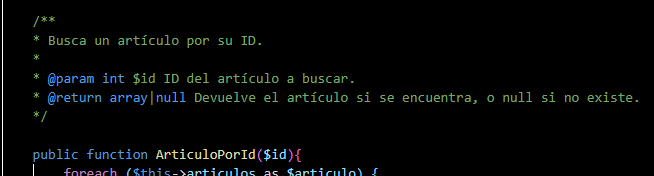 /**
* Busca un artículo por su ID.
*
* @param int $id ID del artículo a buscar.
* @return array|null Devuelve el artículo si se encuentra, o null si no existe.
*/
public function ArticuloPorId($id){
foreach ($this->articulos as $articulo) {